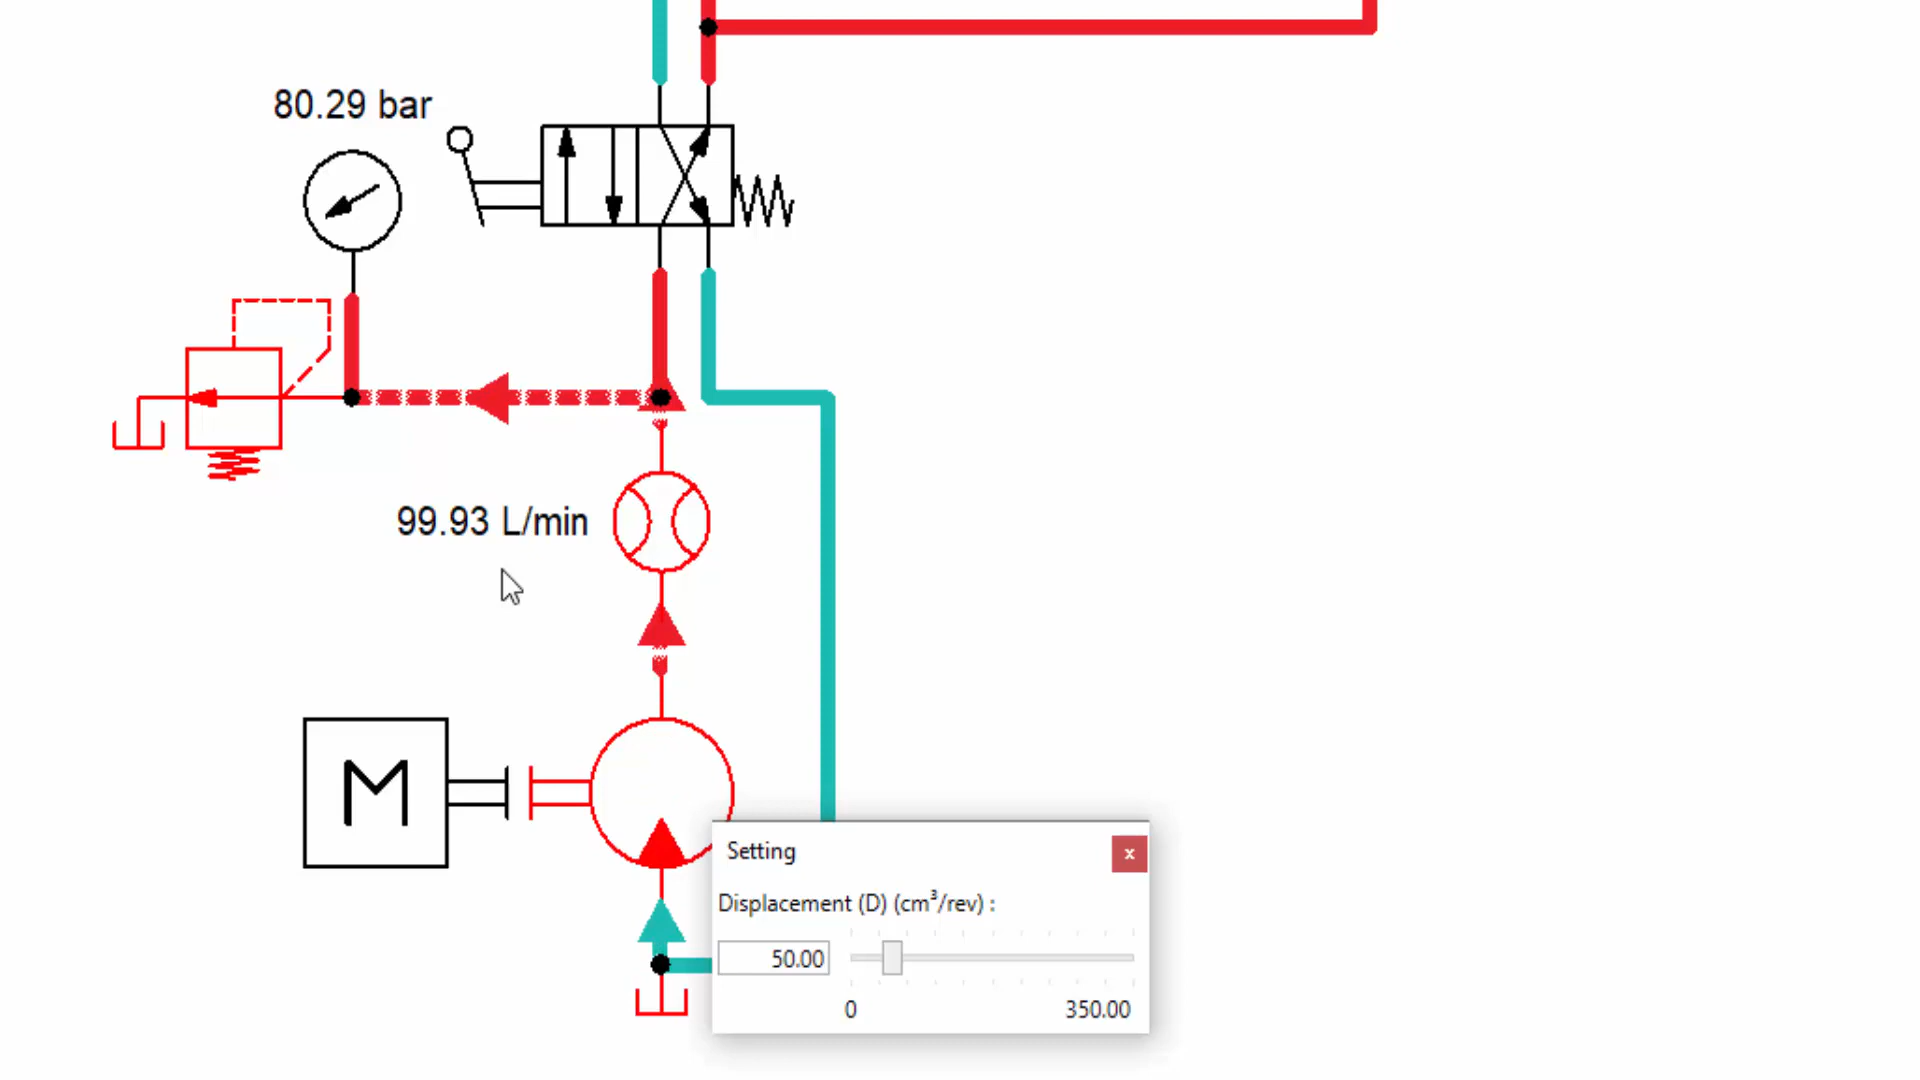 80.29 bar
99.93 L/min
M
Setting
x
Displacement (D) (cm³/rev) :
50.00
0 350.00